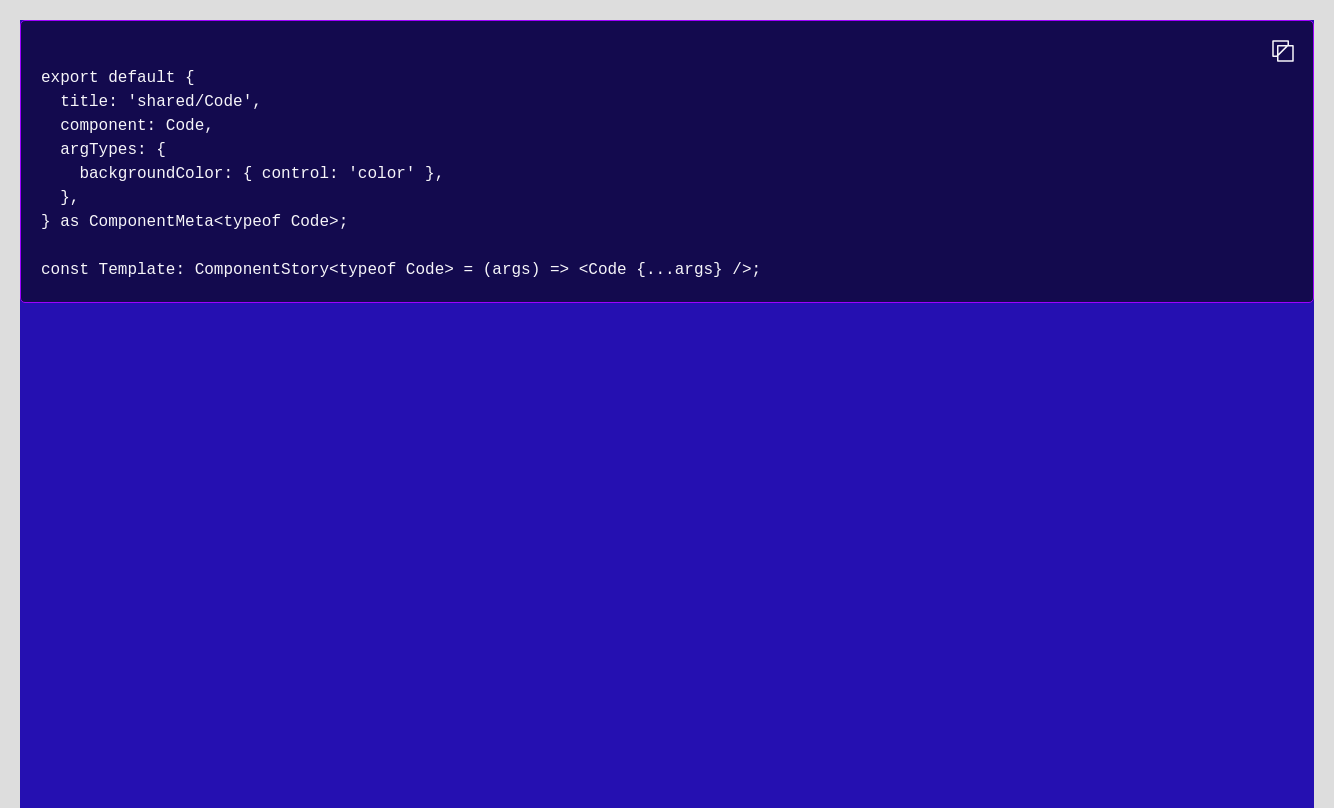 export default {
  title: 'shared/Code',
  component: Code,
  argTypes: {
    backgroundColor: { control: 'color' },
  },
} as ComponentMeta<typeof Code>;

const Template: ComponentStory<typeof Code> = (args) => <Code {...args} />;